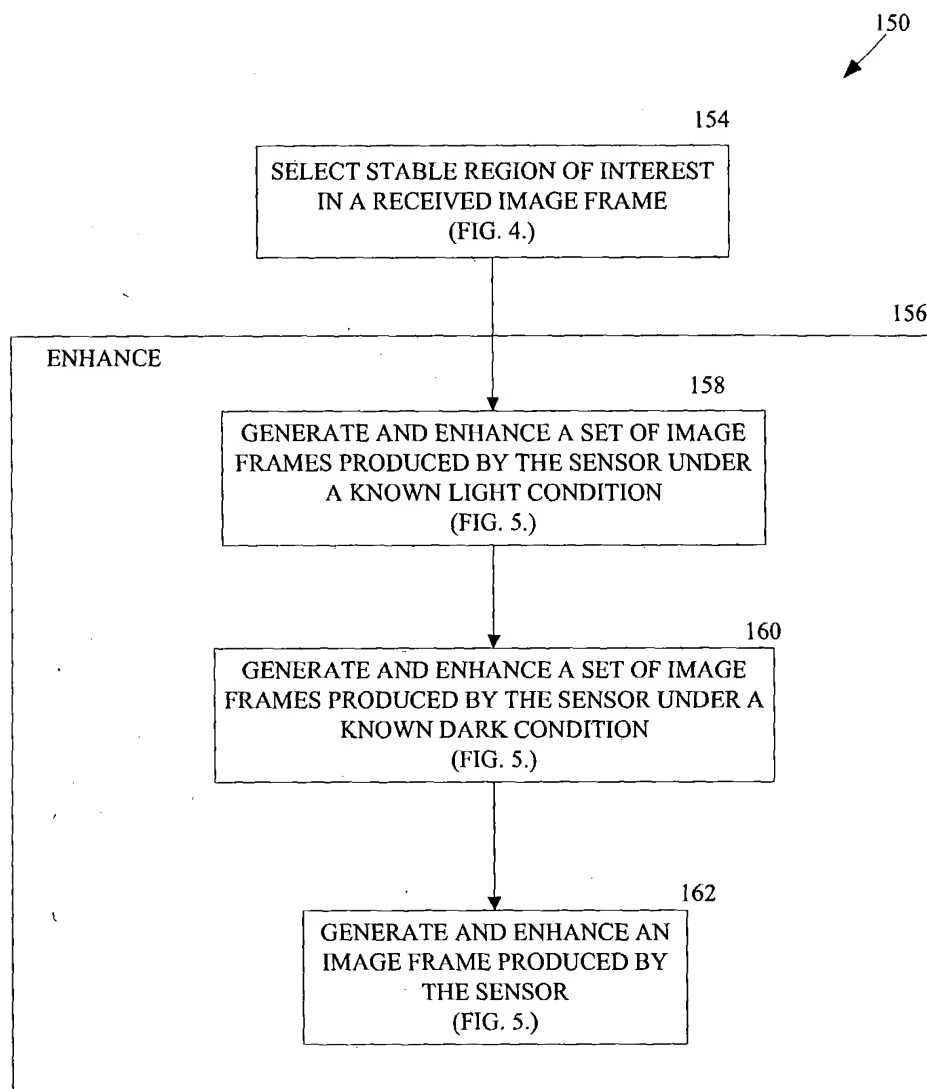 150
154
SELECT STABLE REGION OF INTEREST
IN A RECEIVED IMAGE FRAME
(FIG. 4.)
156
ENHANCE
158
GENERATE AND ENHANCE A SET OF IMAGE
FRAMES PRODUCED BY THE SENSOR UNDER
A KNOWN LIGHT CONDITION
(FIG. 5.)
160
GENERATE AND ENHANCE A SET OF IMAGE
FRAMES PRODUCED BY THE SENSOR UNDER A
KNOWN DARK CONDITION
(FIG. 5.)
162
GENERATE AND ENHANCE AN
IMAGE FRAME PRODUCED BY
THE SENSOR
(FIG. 5.)